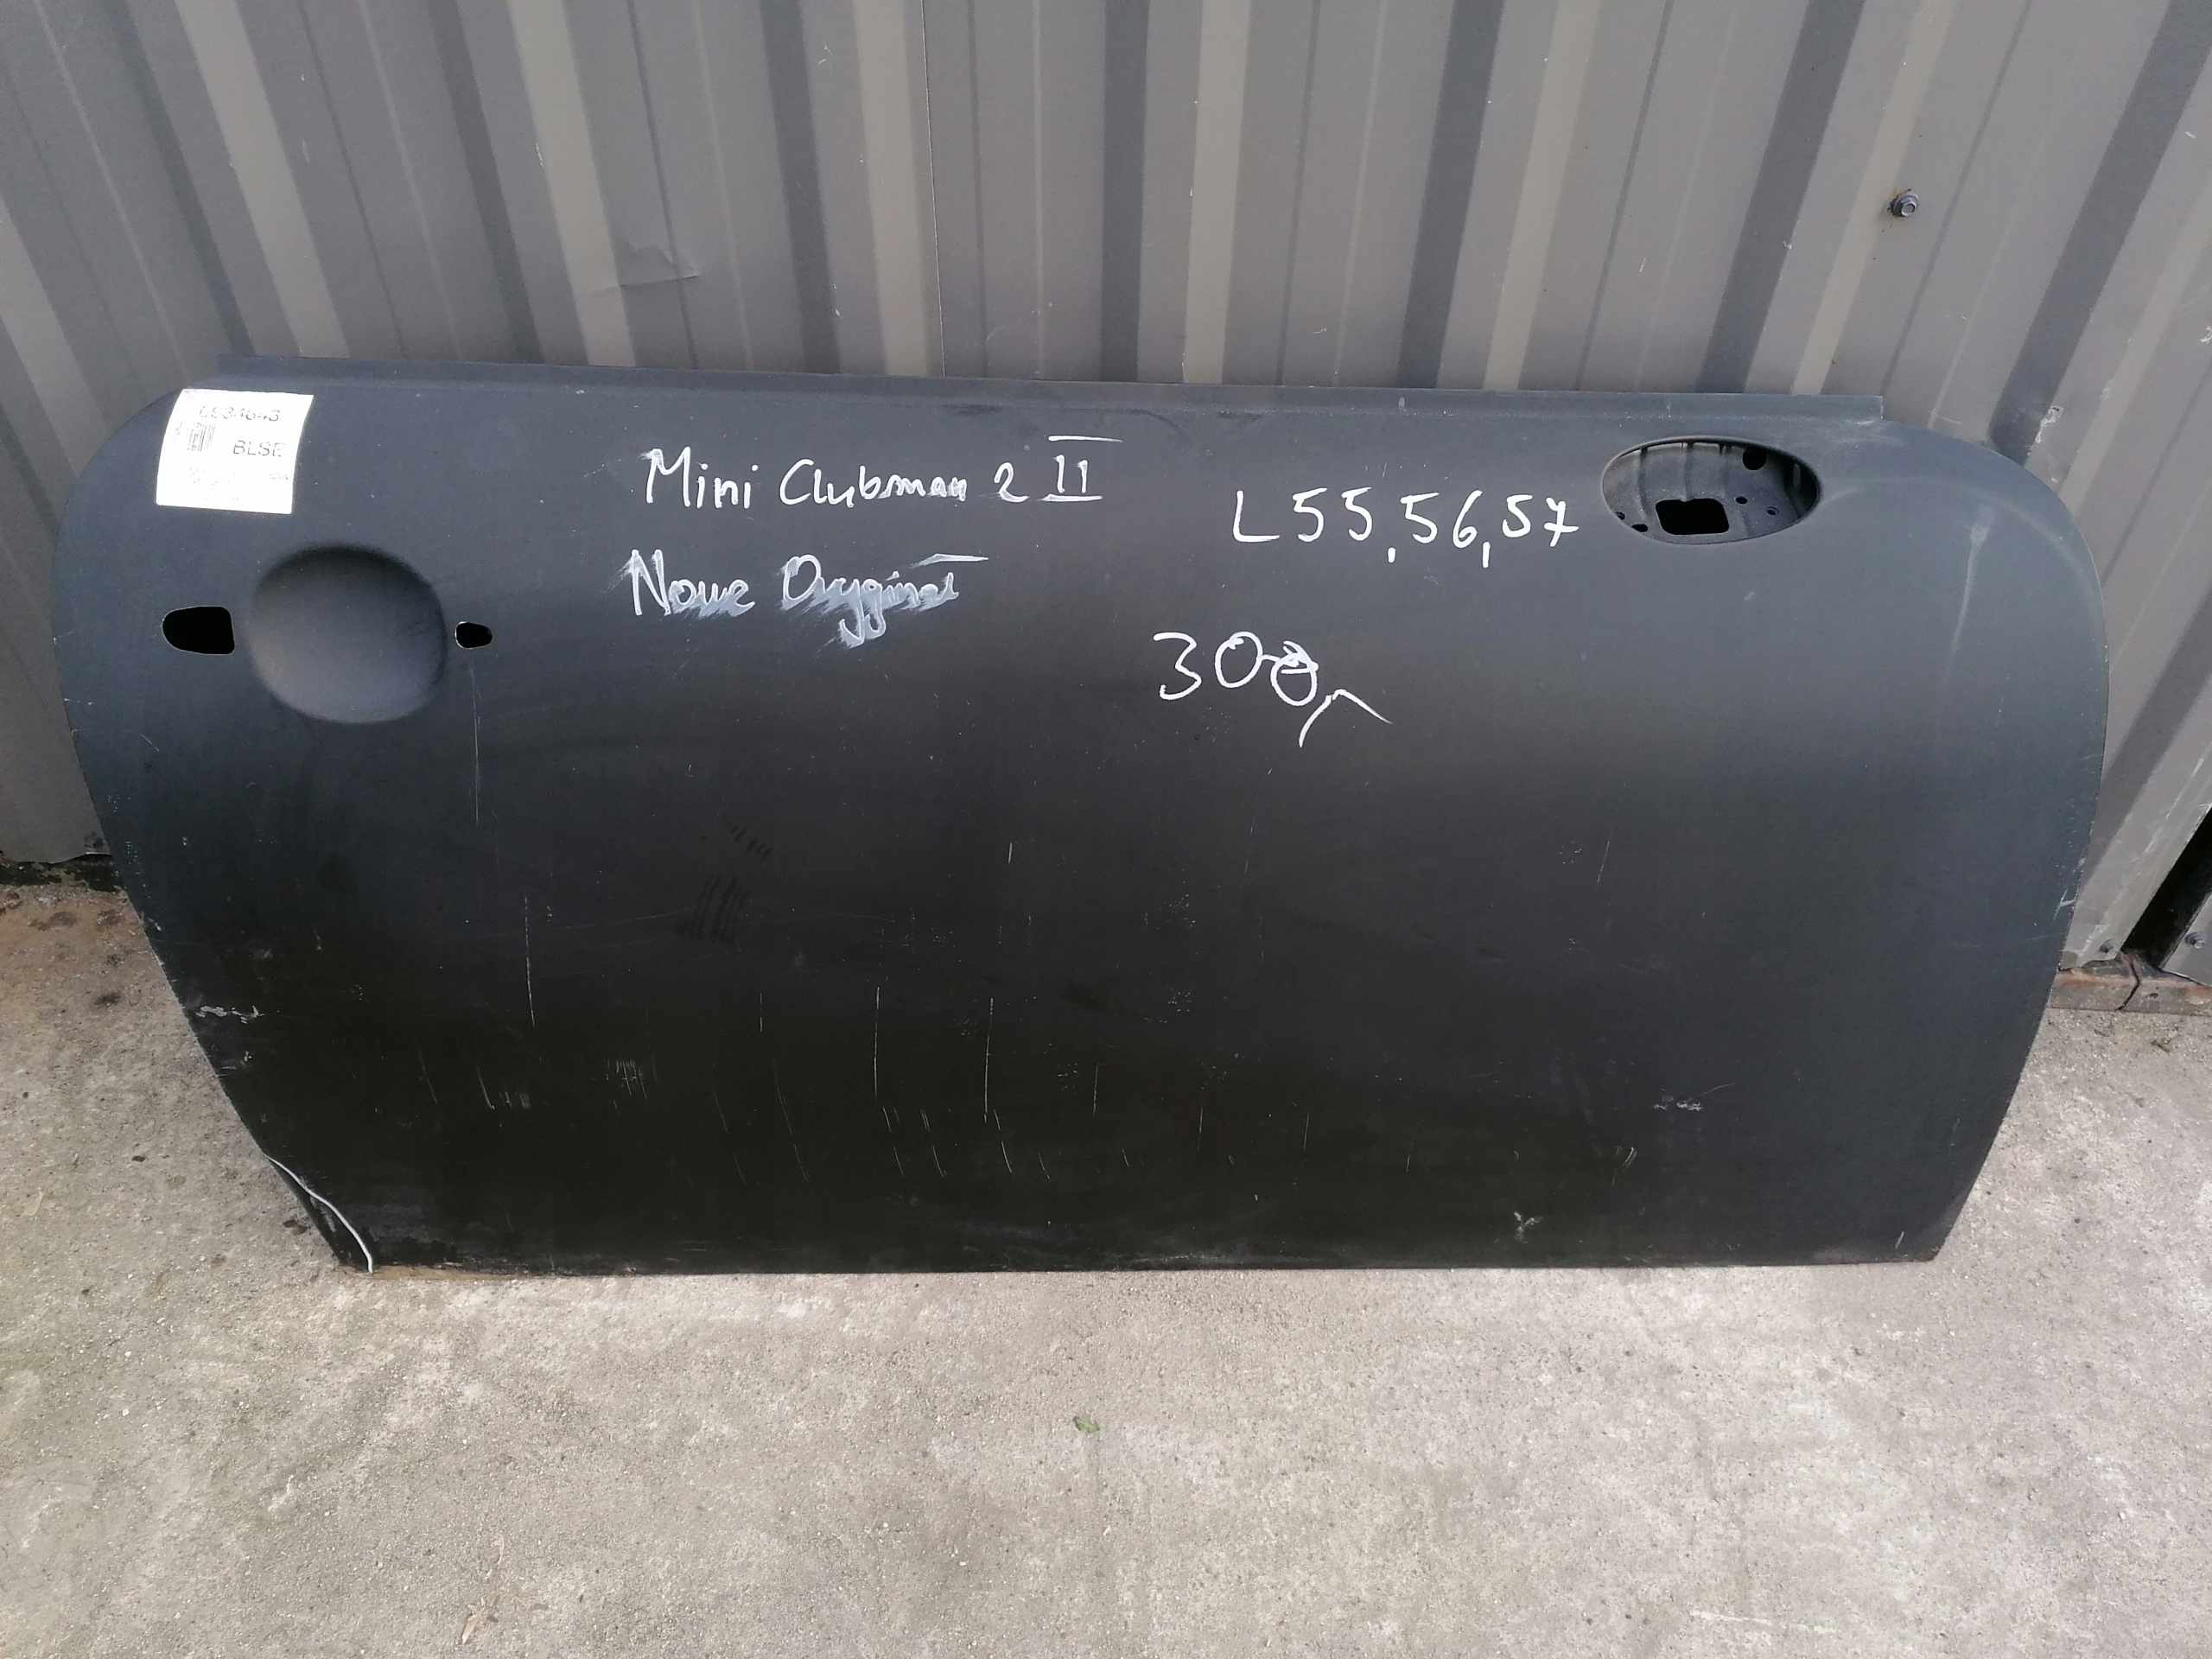 BLSE
Mini Clubman 2 II
L55,56,57
Nowe Oryginał
300,